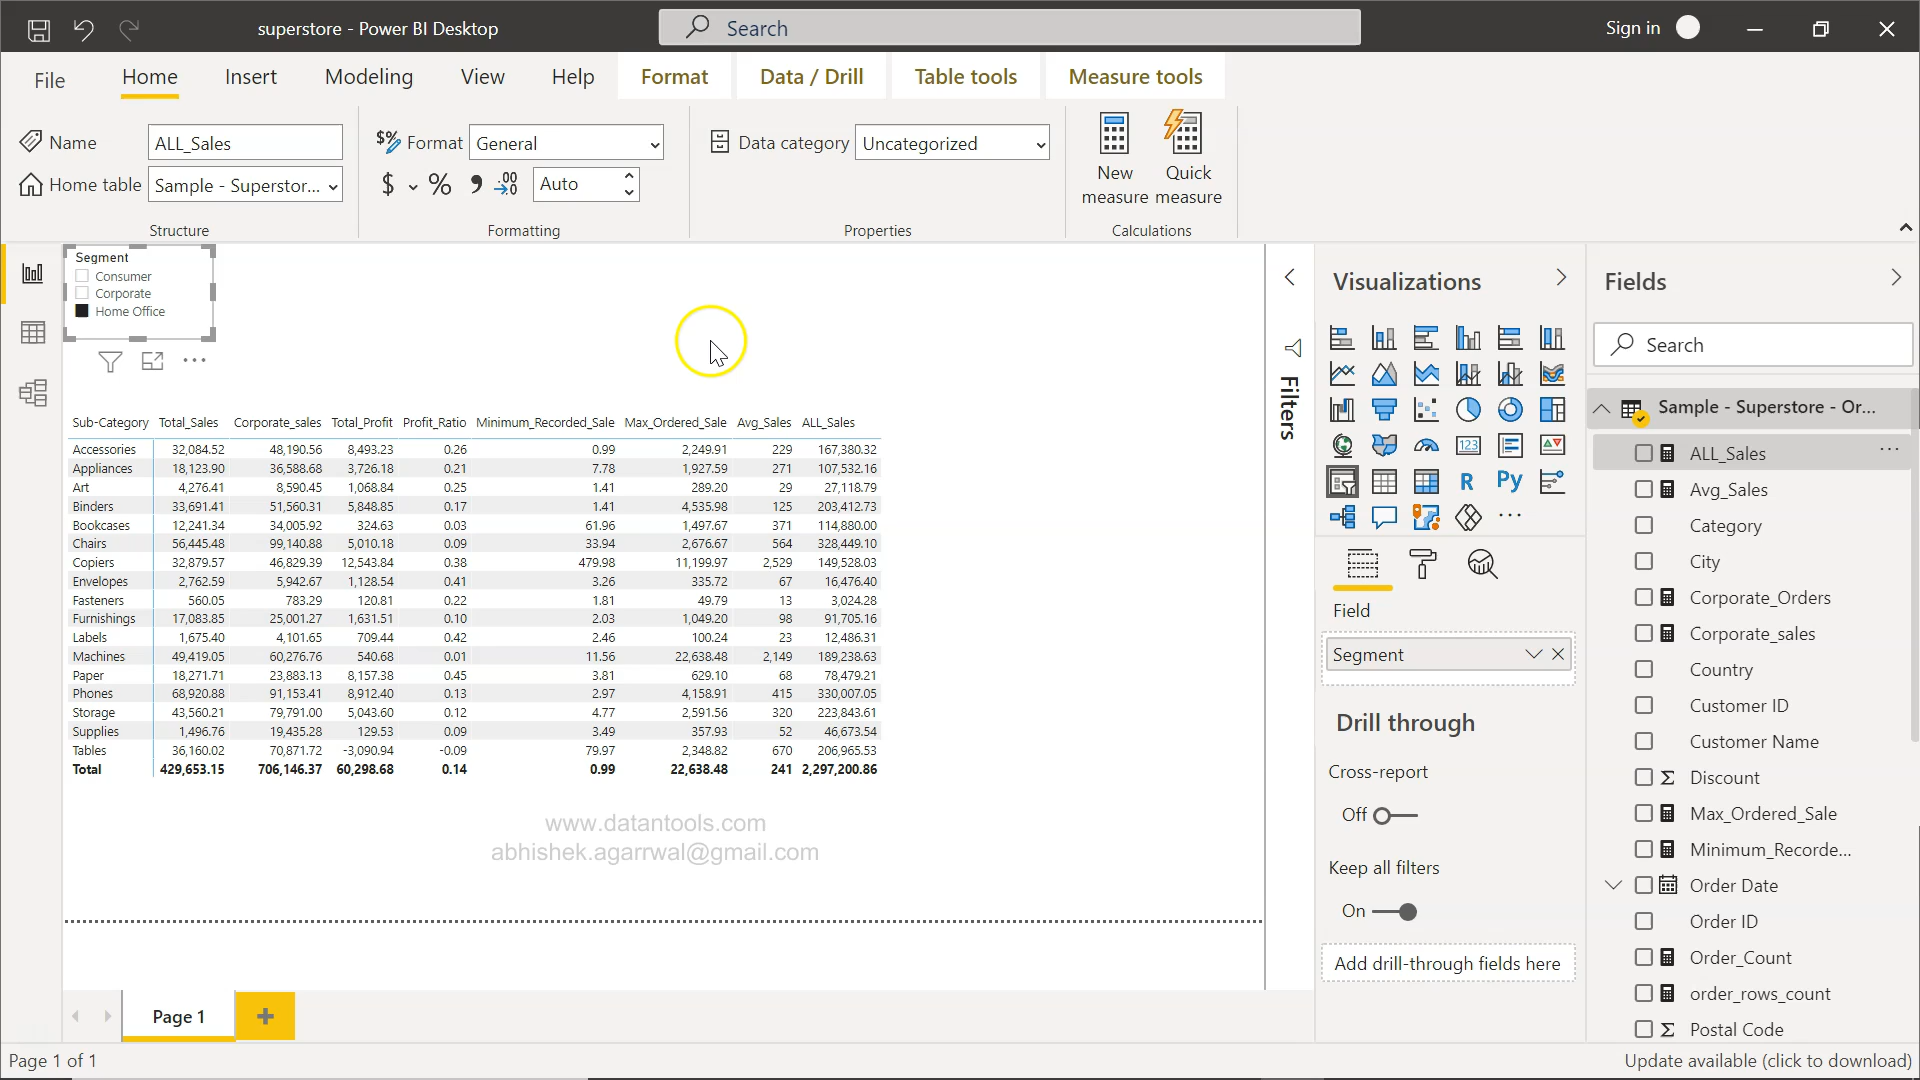 superstore - Power BI Desktop
Search
Sign in
File
Home
Insert
Modeling
View
Help
Format
Data / Drill
Table tools
Measure tools
Name
ALL_Sales
Home table
Sample - Superstor...
Structure
$% Format
General
$ % , .00 →.0
Auto
Formatting
Data category
Uncategorized
Properties
New measure
Quick measure
Calculations
Segment
Consumer
Corporate
Home Office
Sub-Category Total_Sales Corporate_sales Total_Profit Profit_Ratio Minimum_Recorded_Sale Max_Ordered_Sale Avg_Sales ALL_Sales
Accessories 32,084.52 48,190.56 8,493.23 0.26 0.99 2,249.91 229 167,380.32
Appliances 18,123.90 36,588.68 3,726.18 0.21 7.78 1,927.59 271 107,532.16
Art 4,276.41 8,590.45 1,068.84 0.25 1.41 289.20 29 27,118.79
Binders 33,691.41 51,560.31 5,848.85 0.17 1.41 4,535.98 125 203,412.73
Bookcases 12,241.34 34,005.92 324.63 0.03 61.96 1,497.67 371 114,880.00
Chairs 56,445.48 99,140.88 5,010.18 0.09 33.94 2,676.67 564 328,449.10
Copiers 32,879.57 46,829.39 12,543.84 0.38 479.98 11,199.97 2,529 149,528.03
Envelopes 2,762.59 5,942.67 1,128.54 0.41 3.26 335.72 67 16,476.40
Fasteners 560.05 783.29 120.81 0.22 1.81 49.79 13 3,024.28
Furnishings 17,083.85 25,001.27 1,631.51 0.10 2.03 1,049.20 98 91,705.16
Labels 1,675.40 4,101.65 709.44 0.42 2.46 100.24 23 12,486.31
Machines 49,419.05 60,276.76 540.68 0.01 11.56 22,638.48 2,149 189,238.63
Paper 18,271.71 23,883.13 8,157.38 0.45 3.81 629.10 68 78,479.21
Phones 68,920.88 91,153.41 8,912.40 0.13 2.97 4,158.91 415 330,007.05
Storage 43,560.21 79,791.00 5,043.60 0.12 4.77 2,591.56 320 223,843.61
Supplies 1,496.76 19,435.28 129.53 0.09 3.49 357.93 52 46,673.54
Tables 36,160.02 70,871.72 -3,090.94 -0.09 79.97 2,348.82 670 206,965.53
Total 429,653.15 706,146.37 60,298.68 0.14 0.99 22,638.48 241 2,297,200.86
www.datantools.com
abhishek.agarrwal@gmail.com
Filters
Visualizations
123
R
Py
Field
Segment
Drill through
Cross-report
Off
Keep all filters
On
Add drill-through fields here
Fields
Search
Sample - Superstore - Or...
ALL_Sales
Avg_Sales
Category
City
Corporate_Orders
Corporate_sales
Country
Customer ID
Customer Name
Σ Discount
Max_Ordered_Sale
Minimum_Recorde...
Order Date
Order ID
Order_Count
order_rows_count
Σ Postal Code
Page 1
+
Page 1 of 1
Update available (click to download)